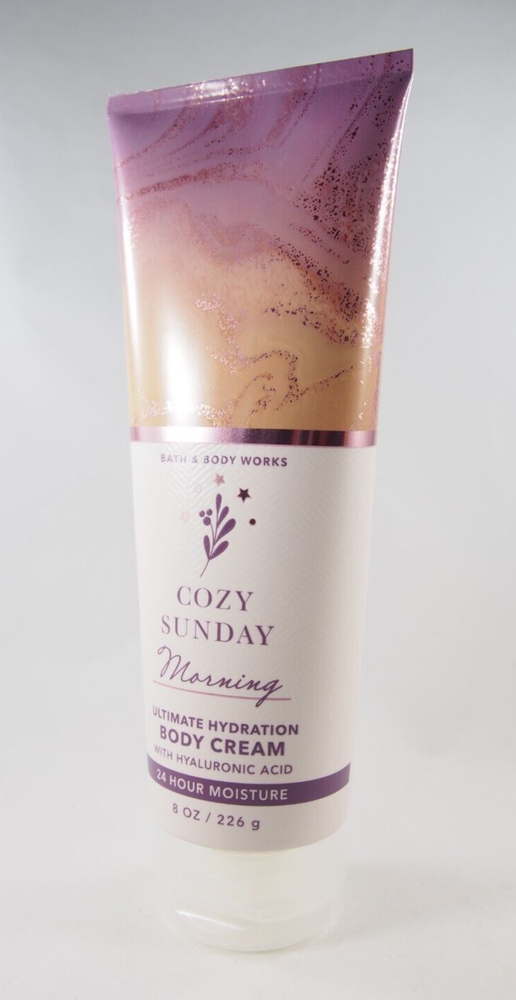 BATH & BODY WORKS
COZY
SUNDAY
Morning
ULTIMATE HYDRATION
BODY CREAM
WITH HYALURONIC ACID
24 HOUR MOISTURE
8 OZ / 226 g